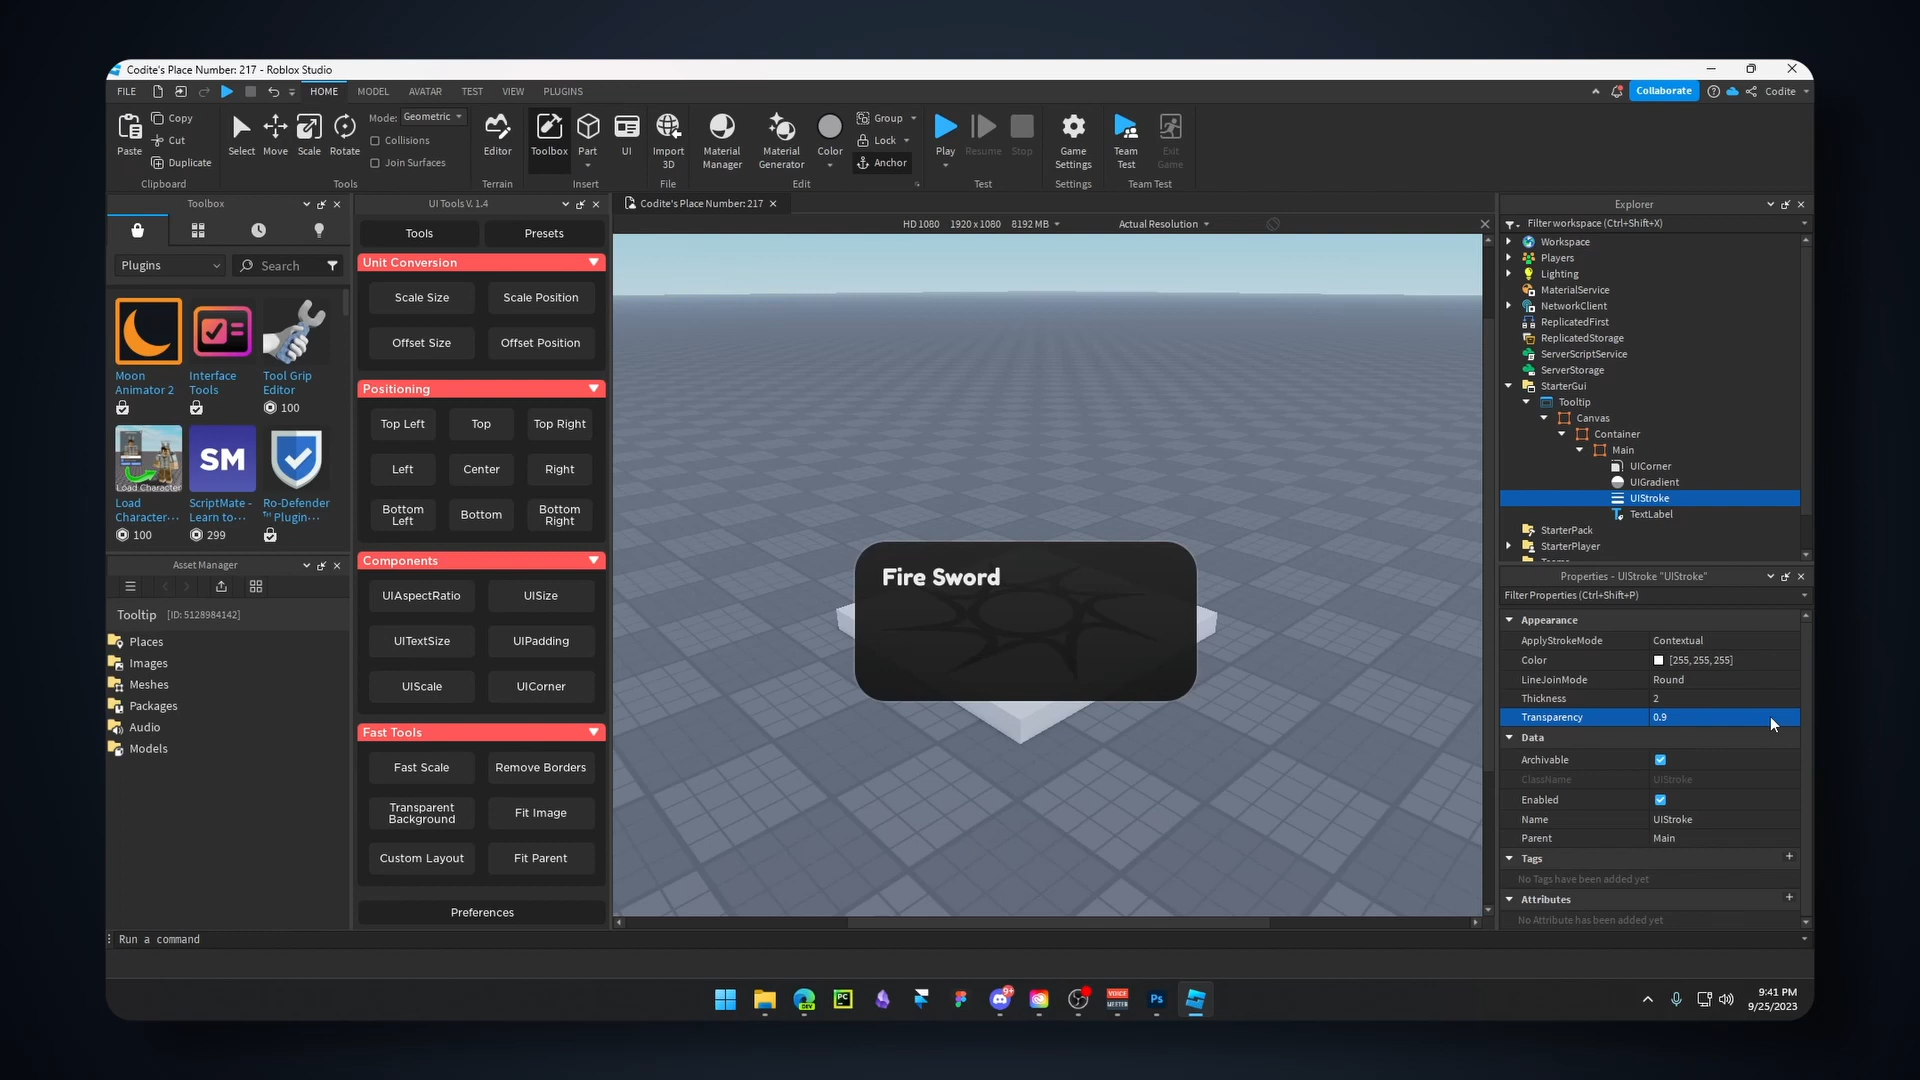 Codite's Place Number: 217 - Roblox Studio
FILE HOME MODEL AVATAR TEST VIEW PLUGINS Collaborate Codite
Paste Copy Cut Duplicate Clipboard
Select Move Scale Rotate Mode: Geometric Collisions Join Surfaces Tools
Editor Terrain
Toolbox Part UI Insert
Import 3D File
Material Manager Material Generator Color Group Lock Anchor Edit
Play Resume Stop Test
Game Settings Settings
Team Test Exit Game Team Test
Toolbox
Plugins Search
Moon Animator 2
Interface Tools
Tool Grip Editor
100
Load Character
SM
Load Character···
100
ScriptMate - Learn to···
299
Ro-Defender ™ Plugin···
Asset Manager
Tooltip [ID: 5128984142]
Places
Images
Meshes
Packages
Audio
Models
UI Tools V. 1.4
Tools Presets
Unit Conversion
Scale Size Scale Position
Offset Size Offset Position
Positioning
Top Left Top Top Right
Left Center Right
Bottom Left Bottom Bottom Right
Components
UIAspectRatio UISize
UITextSize UIPadding
UIScale UICorner
Fast Tools
Fast Scale Remove Borders
Transparent Background Fit Image
Custom Layout Fit Parent
Preferences
Codite's Place Number: 217
HD 1080 1920 x 1080 8192 MB Actual Resolution
Fire Sword
Explorer
Filter workspace (Ctrl+Shift+X)
Workspace
Players
Lighting
MaterialService
NetworkClient
ReplicatedFirst
ReplicatedStorage
ServerScriptService
ServerStorage
StarterGui
Tooltip
Canvas
Container
Main
UICorner
UIGradient
UIStroke
TextLabel
StarterPack
StarterPlayer
Properties - UIStroke "UIStroke"
Filter Properties (Ctrl+Shift+P)
Appearance
ApplyStrokeMode Contextual
Color [255, 255, 255]
LineJoinMode Round
Thickness 2
Transparency 0.9
Data
Archivable
ClassName UIStroke
Enabled
Name UIStroke
Parent Main
Tags
No Tags have been added yet
Attributes
No Attribute has been added yet
Run a command
DEV PC 9+ VOICE MEETER Ps
9:41 PM
9/25/2023